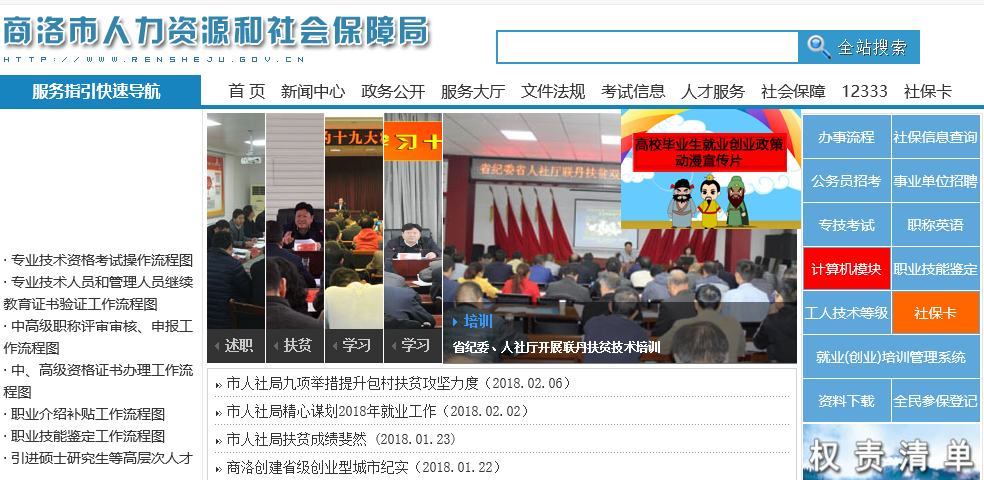 商洛市人力资源和社会保障局
HTTP://WWW.RENSHEJU.GOV.CN
全站搜索
服务指引快速导航
首 页 新闻中心 政务公开 服务大厅 文件法规 考试信息 人才服务 社会保障 12333 社保卡
· 专业技术资格考试操作流程图
· 专业技术人员和管理人员继续
教育证书验证工作流程图
· 中高级职称评审审核、申报工
作流程图
· 中、高级资格证书办理工作流
程图
· 职业介绍补贴工作流程图
· 职业技能鉴定工作流程图
· 引进硕士研究生等高层次人才
述职
扶贫
的十九大
学习
习十
学习
省纪委省人社厅联丹扶贫双
培训
省纪委、人社厅开展联丹扶贫技术培训
高校毕业生就业创业政策
动漫宣传片
市人社局九项举措提升包村扶贫攻坚力度（2018.02.06）
市人社局精心谋划2018年就业工作（2018.02.02）
市人社局扶贫成绩斐然（2018.01.23）
商洛创建省级创业型城市纪实（2018.01.22）
办事流程 社保信息查询
公务员招考 事业单位招聘
专技考试 职称英语
计算机模块 职业技能鉴定
工人技术等级 社保卡
就业(创业)培训管理系统
资料下载 全民参保登记
权责清单